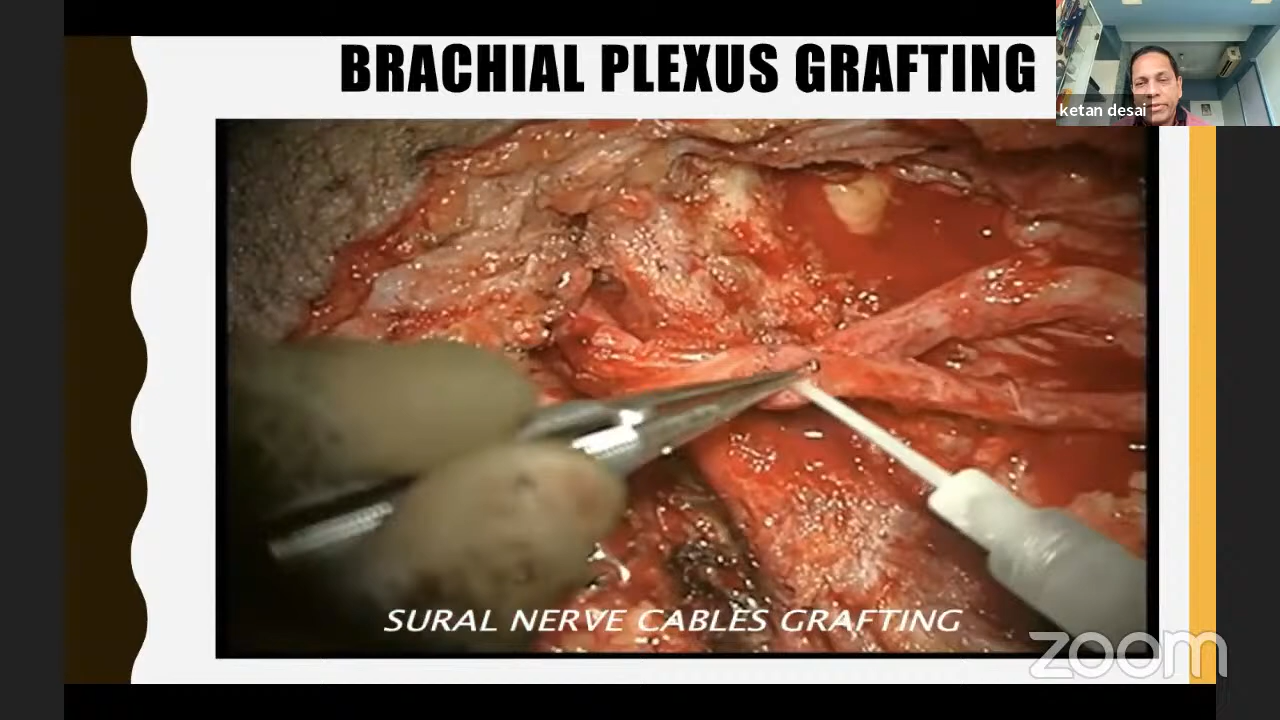 BRACHIAL PLEXUS GRAFTING
ketan desai
SURAL NERVE CABLES GRAFTING
zoom